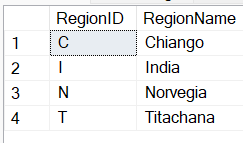 RegionID RegionName
1 C Chiango
2 I India
3 N Norvegia
4 T Titachana